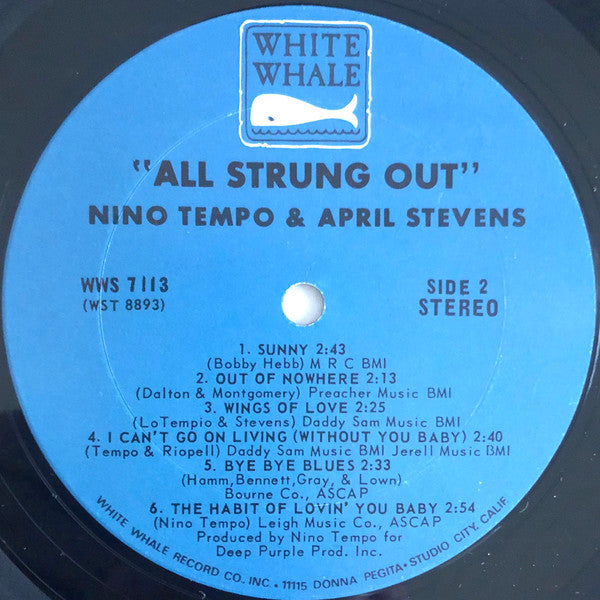 WHITE
WHALE
"ALL STRUNG OUT"
NINO TEMPO & APRIL STEVENS
WWS 7113
(WST 8893)
SIDE 2
STEREO
1. SUNNY 2:43
(Bobby Hebb) M R C BMI
2. OUT OF NOWHERE 2:13
(Dalton & Montgomery) Preacher Music BMI
3. WINGS OF LOVE 2:25
(LoTempio & Stevens) Daddy Sam Music BMI
4. I CAN'T GO ON LIVING (WITHOUT YOU BABY) 2:40
(Tempo & Riopell) Daddy Sam Music BMI Jerell Music BMI
5. BYE BYE BLUES 2:33
(Hamm, Bennett, Gray, & Lown)
Bourne Co., ASCAP
6. THE HABIT OF LOVIN' YOU BABY 2:54
(Nino Tempo) Leigh Music Co., ASCAP
Produced by Nino Tempo for
Deep Purple Prod. Inc.
WHITE WHALE RECORD CO. INC. • 11115 DONNA PEGITA • STUDIO CITY, CALIF.